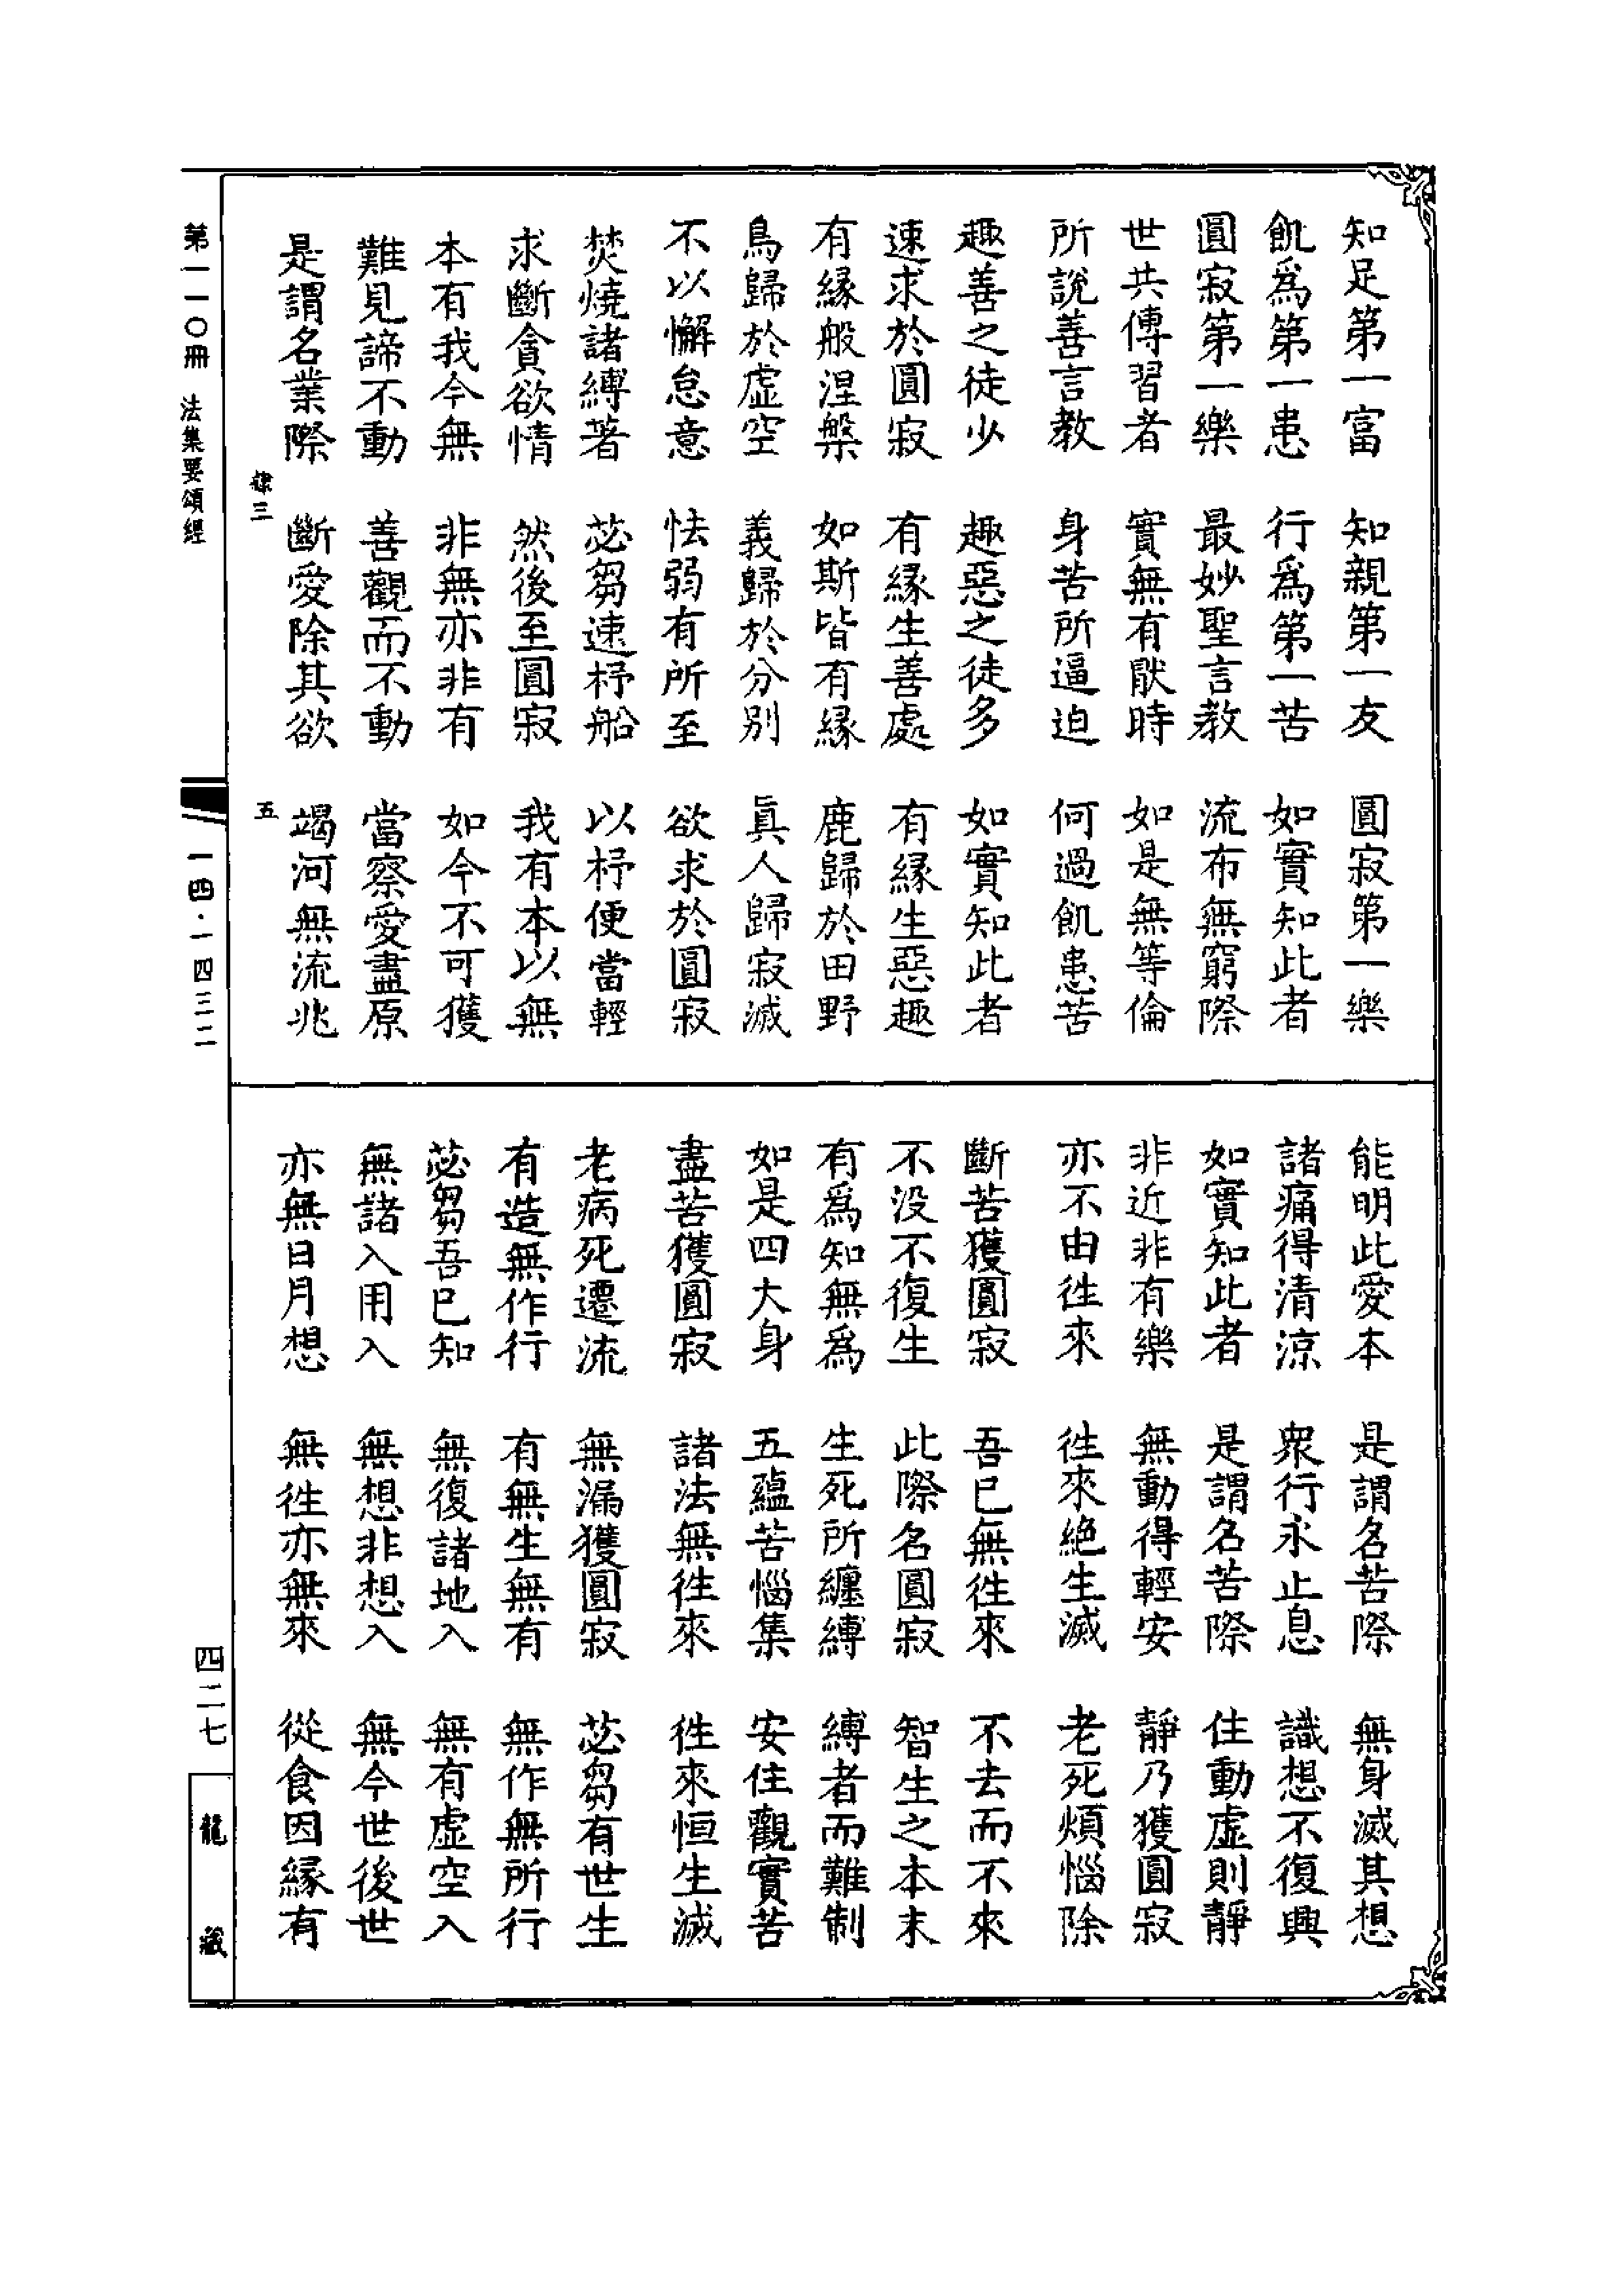 知足第一富　知親第一友　圓寂第一樂
飢爲第一患　行爲第一苦　如實知此者
圓寂第一樂　最妙聖言教　流布無窮際
世共傳習者　實無有猒時　如是無等倫
所說善言教　身苦所逼迫　何過飢患苦
趣善之徒少　趣惡之徒多　如實知此者
速求於圓寂　有緣生善處　有緣生惡趣
有緣般涅槃　如斯皆有緣　鹿歸於田野
鳥歸於虛空　義歸於分別　眞人歸寂滅
不以懈怠意　怯弱有所至　欲求於圓寂
焚燒諸縛著　苾芻速杼船　以杼便當輕
求斷貪欲情　然後至圓寂　我有本以無
本有我今無　非無亦非有　如今不可獲
難見諦不動　善觀而不動　當察愛盡原
是謂名業際　斷愛除其欲　竭河無流兆
隸三　五
能明此愛本　是謂名苦際　無身滅其想
諸痛得清涼　衆行永止息　識想不復興
如實知此者　是謂名苦際　住動虛則靜
非近非有樂　無動得輕安　靜乃獲圓寂
亦不由徃來　徃來絶生滅　老死煩惱除
斷苦獲圓寂　吾已無徃來　不去而不來
不没不復生　此際名圓寂　智生之本末
有爲知無爲　生死所纏縛　縛者而難制
如是四大身　五蘊苦惱集　安住觀實苦
盡苦獲圓寂　諸法無徃來　徃來恒生滅
老病死遷流　無漏獲圓寂　苾芻有世生
有造無作行　有無生無有　無作無所行
苾芻吾已知　無復諸地入　無有虛空入
無諸入用入　無想非想入　無今世後世
亦無日月想　無徃亦無來　從食因緣有
第一一〇冊　法集要頌經　一四·一四三二　四二七　龍藏